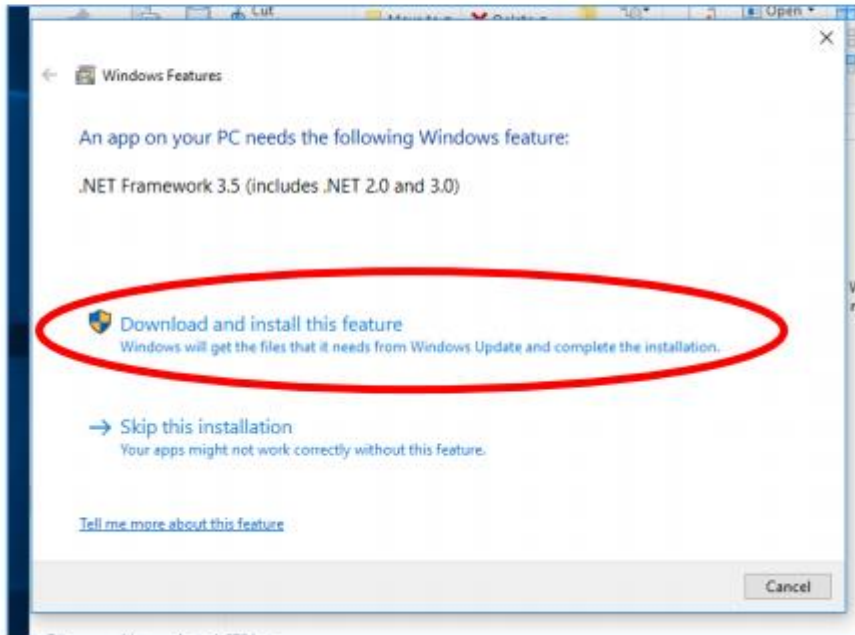 Cut
Open
Windows Features
An app on your PC needs the following Windows feature:
.NET Framework 3.5 (includes .NET 2.0 and 3.0)
Download and install this feature
Windows will get the files that it needs from Windows Update and complete the installation.
Skip this installation
Your apps might not work correctly without this feature.
Tell me more about this feature
Cancel